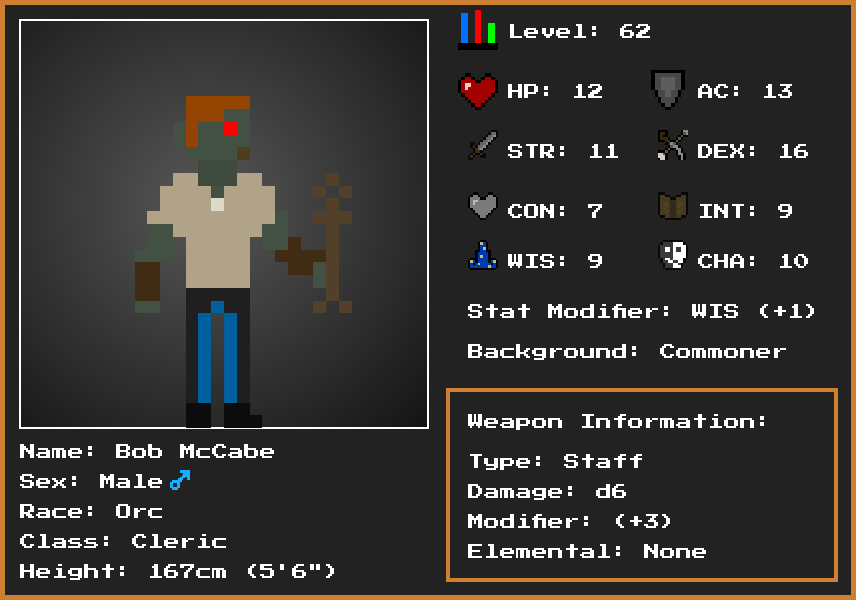 Level: 62
HP: 12 AC: 13
STR: 11 DEX: 16
CON: 7 INT: 9
WIS: 9 CHA: 10
Stat Modifier: WIS (+1)
Background: Commoner
Weapon Information:
Type: Staff
Damage: d6
Modifier: (+3)
Elemental: None
Name: Bob McCabe
Sex: Male ♂
Race: Orc
Class: Cleric
Height: 167cm (5'6")